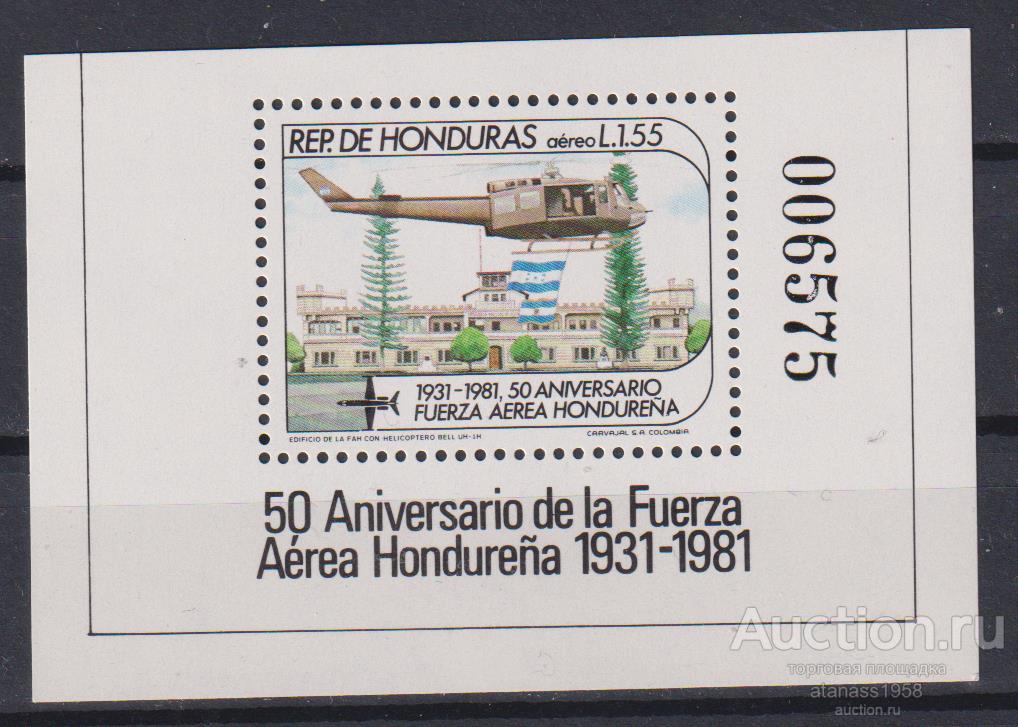 REP. DE HONDURAS aéreo L.1.55
1931-1981, 50 ANIVERSARIO
FUERZA AEREA HONDUREÑA
EDIFICIO DE LA FAH CON HELICOPTERO BELL UH-1H
CARVAJAL S.A. COLOMBIA
006575
50 Aniversario de la Fuerza
Aérea Hondureña 1931-1981
Auction.ru
торговая площадка
atanass1958
auction.ru